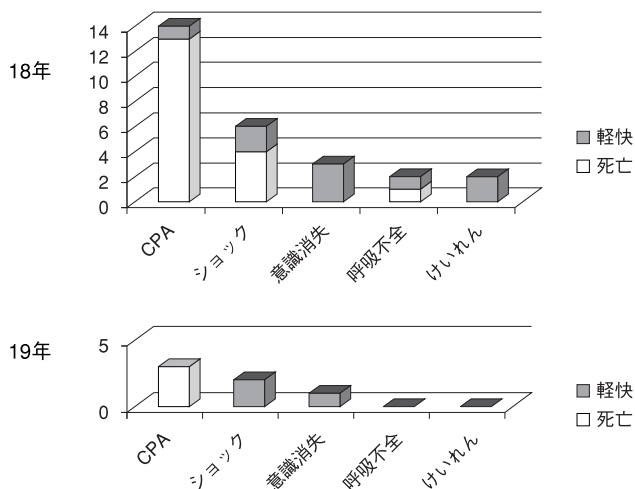 18年
14
12
10
8
6
4
2
0
CPA
ショック
意識消失
呼吸不全
けいれん
軽快
死亡
19年
5
0
CPA
ショック
意識消失
呼吸不全
けいれん
軽快
死亡